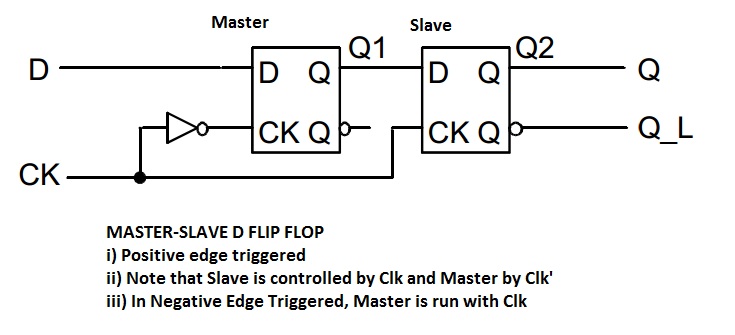 Master
Slave
Q1
Q2
D
D Q
D Q
Q
CK Q
CK Q
Q_L
CK
MASTER-SLAVE D FLIP FLOP
i) Positive edge triggered
ii) Note that Slave is controlled by Clk and Master by Clk'
iii) In Negative Edge Triggered, Master is run with Clk